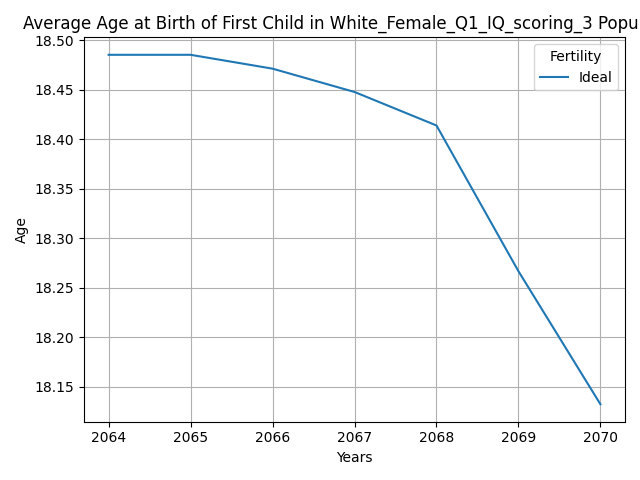 Average Age at Birth of First Child in White_Female_Q1_IQ_scoring_3 Popu
18.50
18.45
18.40
18.35
18.30
18.25
18.20
18.15
Age
Fertility
Ideal
2064 2065 2066 2067 2068 2069 2070
Years